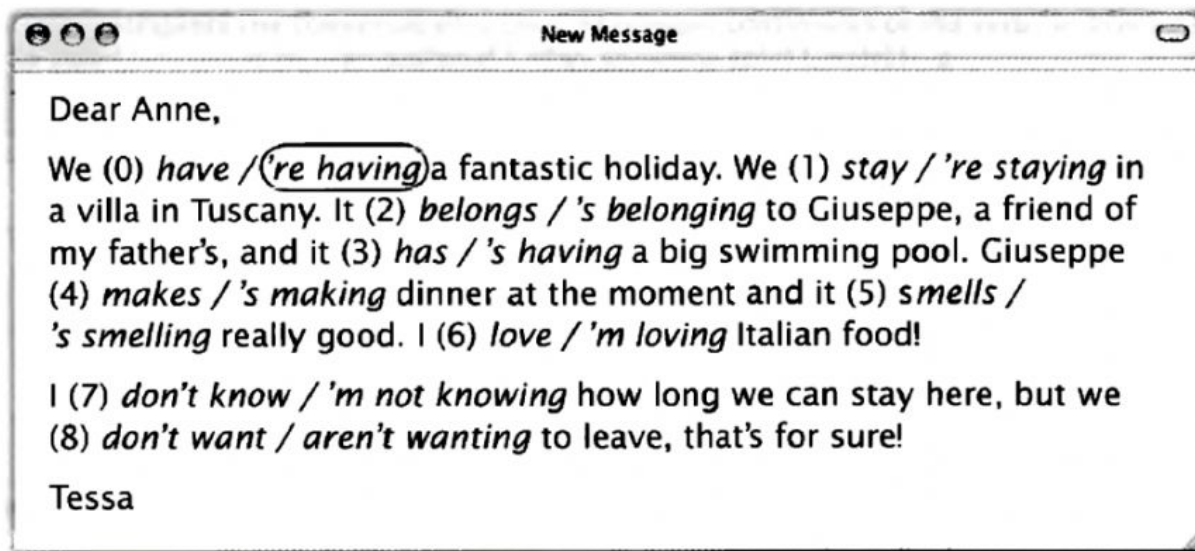 New Message
Dear Anne,
We (0) have / 're having a fantastic holiday. We (1) stay / 're staying in
a villa in Tuscany. It (2) belongs / 's belonging to Giuseppe, a friend of
my father's, and it (3) has / 's having a big swimming pool. Giuseppe
(4) makes / 's making dinner at the moment and it (5) smells /
's smelling really good. I (6) love / 'm loving Italian food!
I (7) don't know / 'm not knowing how long we can stay here, but we
(8) don't want / aren't wanting to leave, that's for sure!
Tessa